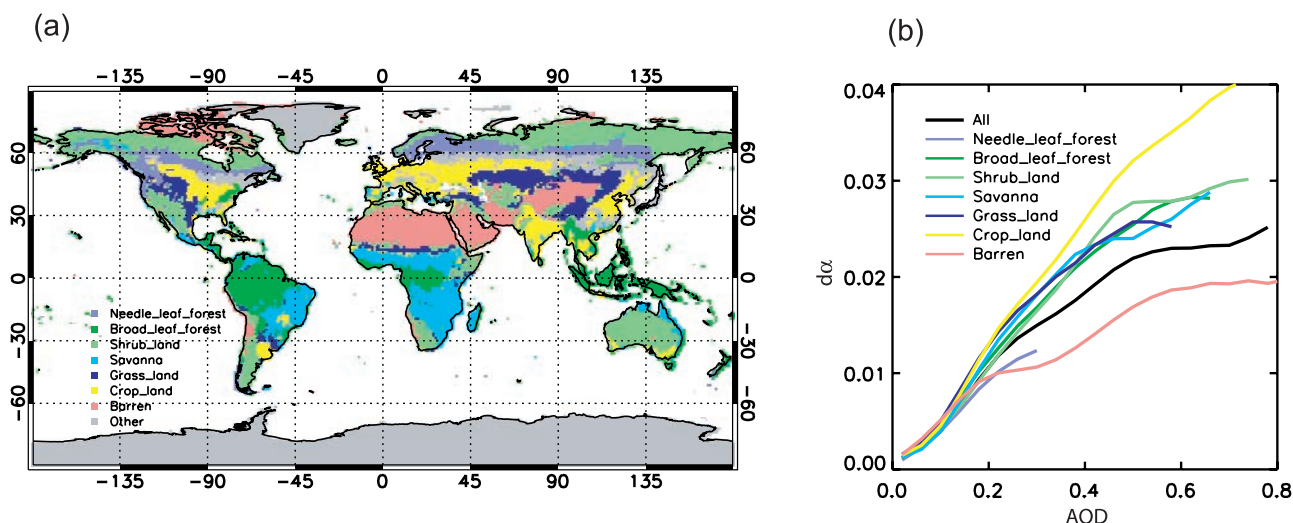 (a)
(b)
−135 −90 −45 0 45 90 135
60
30
0
−30
−60
60
30
0
−30
−60
Needle_leaf_forest
Broad_leaf_forest
Shrub_land
Savanna
Grass_land
Crop_land
Barren
Other
−135 −90 −45 0 45 90 135
0.04
0.03
0.02
0.01
0.00
dα
All
Needle_leaf_forest
Broad_leaf_forest
Shrub_land
Savanna
Grass_land
Crop_land
Barren
0.0 0.2 0.4 0.6 0.8
AOD